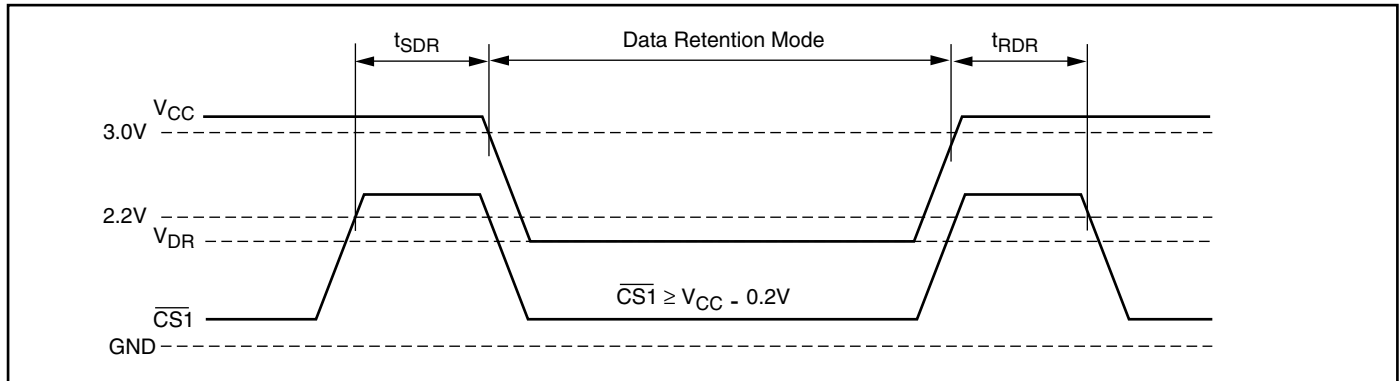 tSDR Data Retention Mode tRDR
VCC
3.0V
2.2V
VDR
CS1 ≥ VCC - 0.2V
CS1
GND